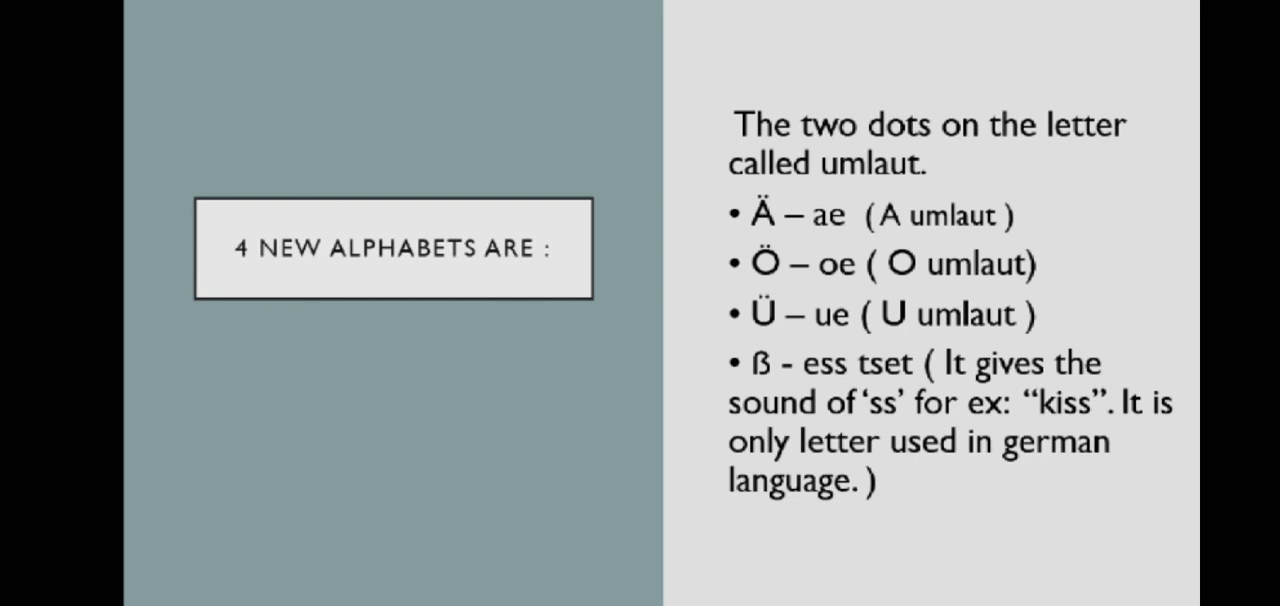 4 NEW ALPHABETS ARE :
The two dots on the letter
called umlaut.
• Ä – ae ( A umlaut )
• Ö – oe ( O umlaut)
• Ü – ue ( U umlaut )
• ß - ess tset ( It gives the
sound of ‘ss’ for ex: “kiss”. It is
only letter used in german
language. )